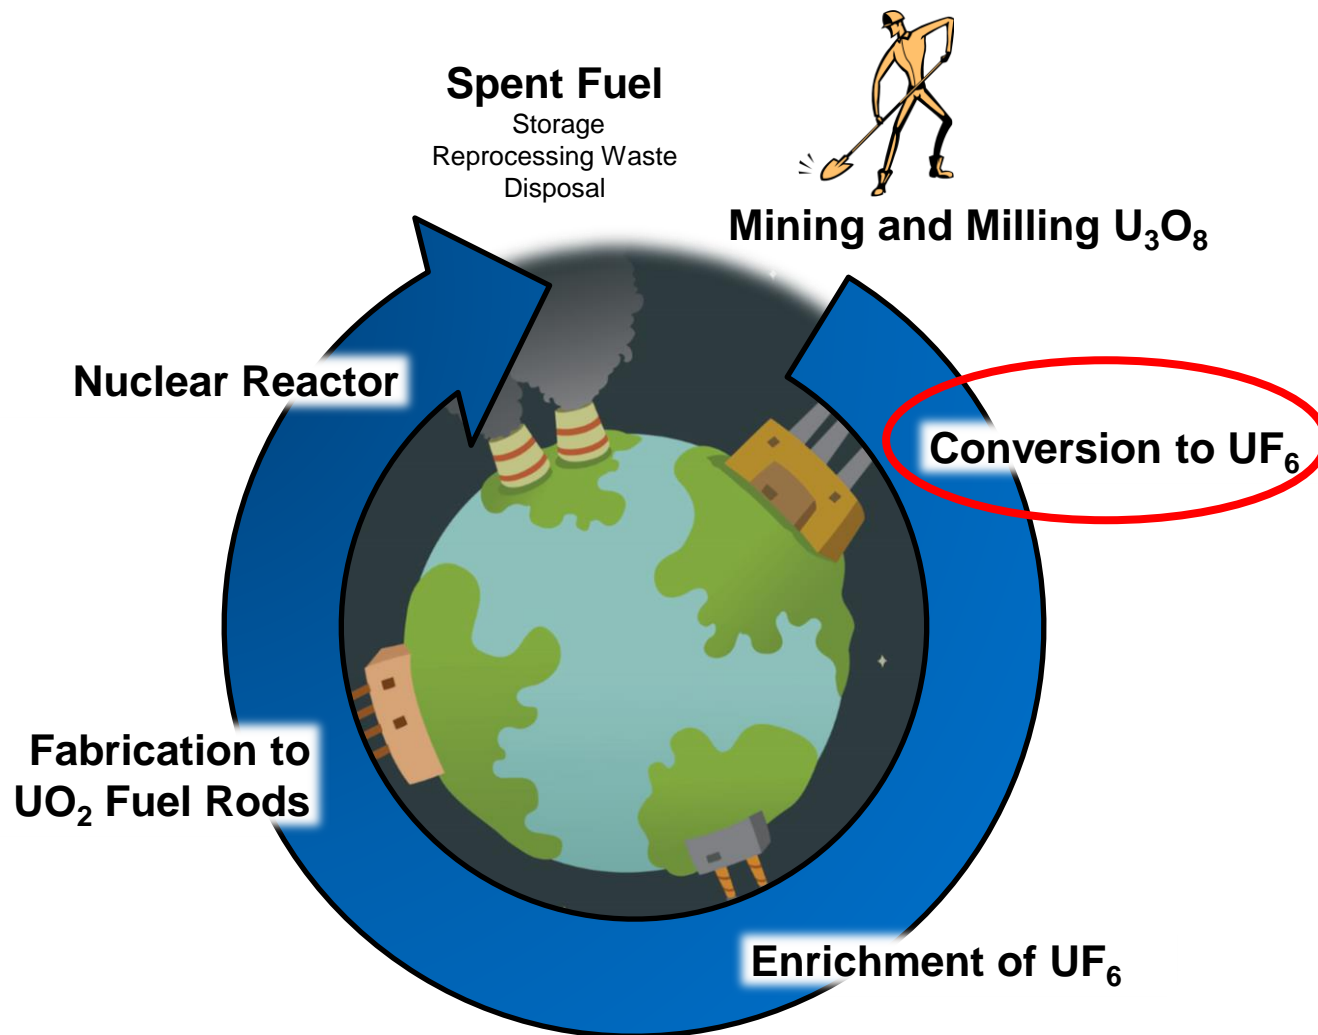 Spent Fuel
Storage
Reprocessing Waste
Disposal
Mining and Milling U₃O₈
Nuclear Reactor
Conversion to UF₆
Fabrication to
UO₂ Fuel Rods
Enrichment of UF₆